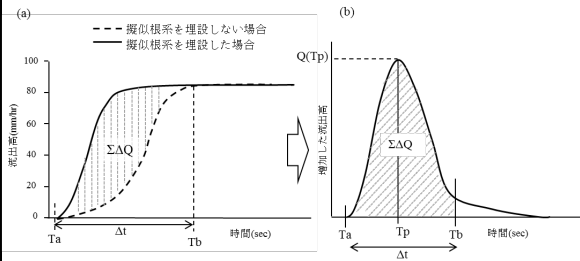 (a)
擬似根系を埋設しない場合
擬似根系を埋設した場合
100
80
60
40
20
0
流出高(mm/hr)
ΣΔQ
Ta
Δt
Tb
時間(sec)
(b)
Q(Tp)
増加した流出高
ΣΔQ
Ta
Tp
Tb
時間(sec)
Δt